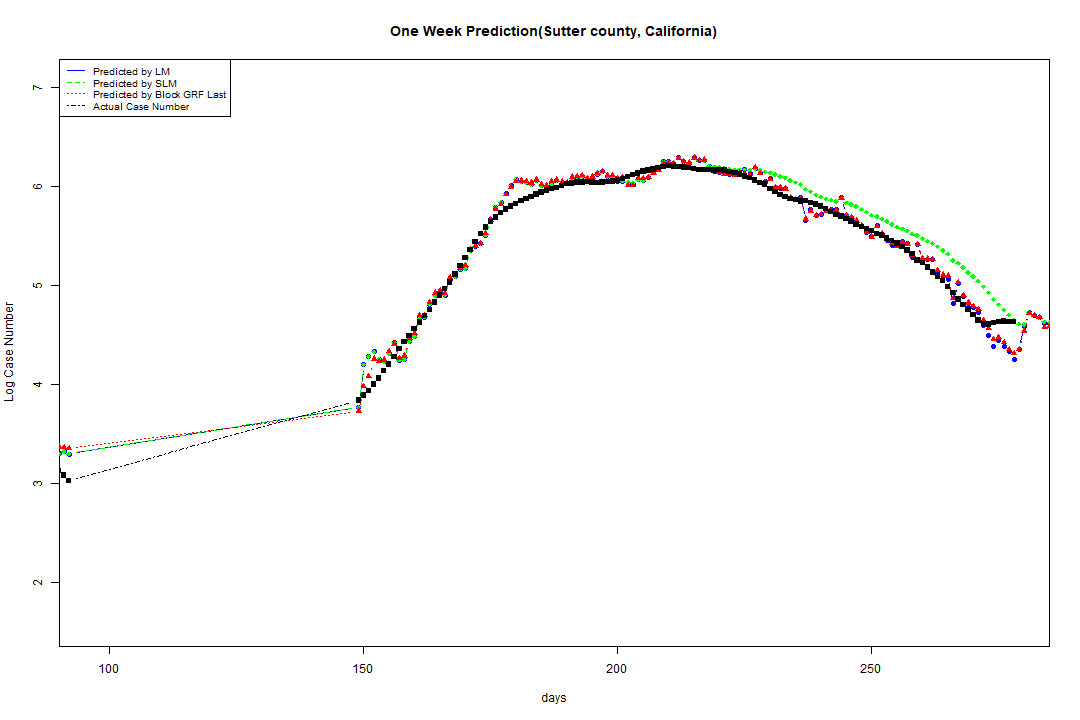 One Week Prediction(Sutter county, California)
Predicted by LM
Predicted by SLM
Predicted by Block GRF Last
Actual Case Number
7
6
5
4
3
2
Log Case Number
100
150
200
250
days